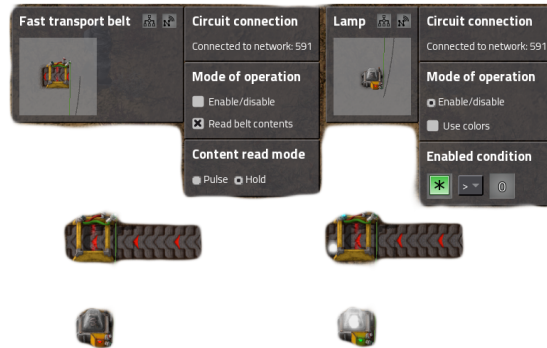 Fast transport belt
Circuit connection
Connected to network: 591
Mode of operation
Enable/disable
Read belt contents
Content read mode
Pulse
Hold
Lamp
Circuit connection
Connected to network: 591
Mode of operation
Enable/disable
Use colors
Enabled condition
* > 0